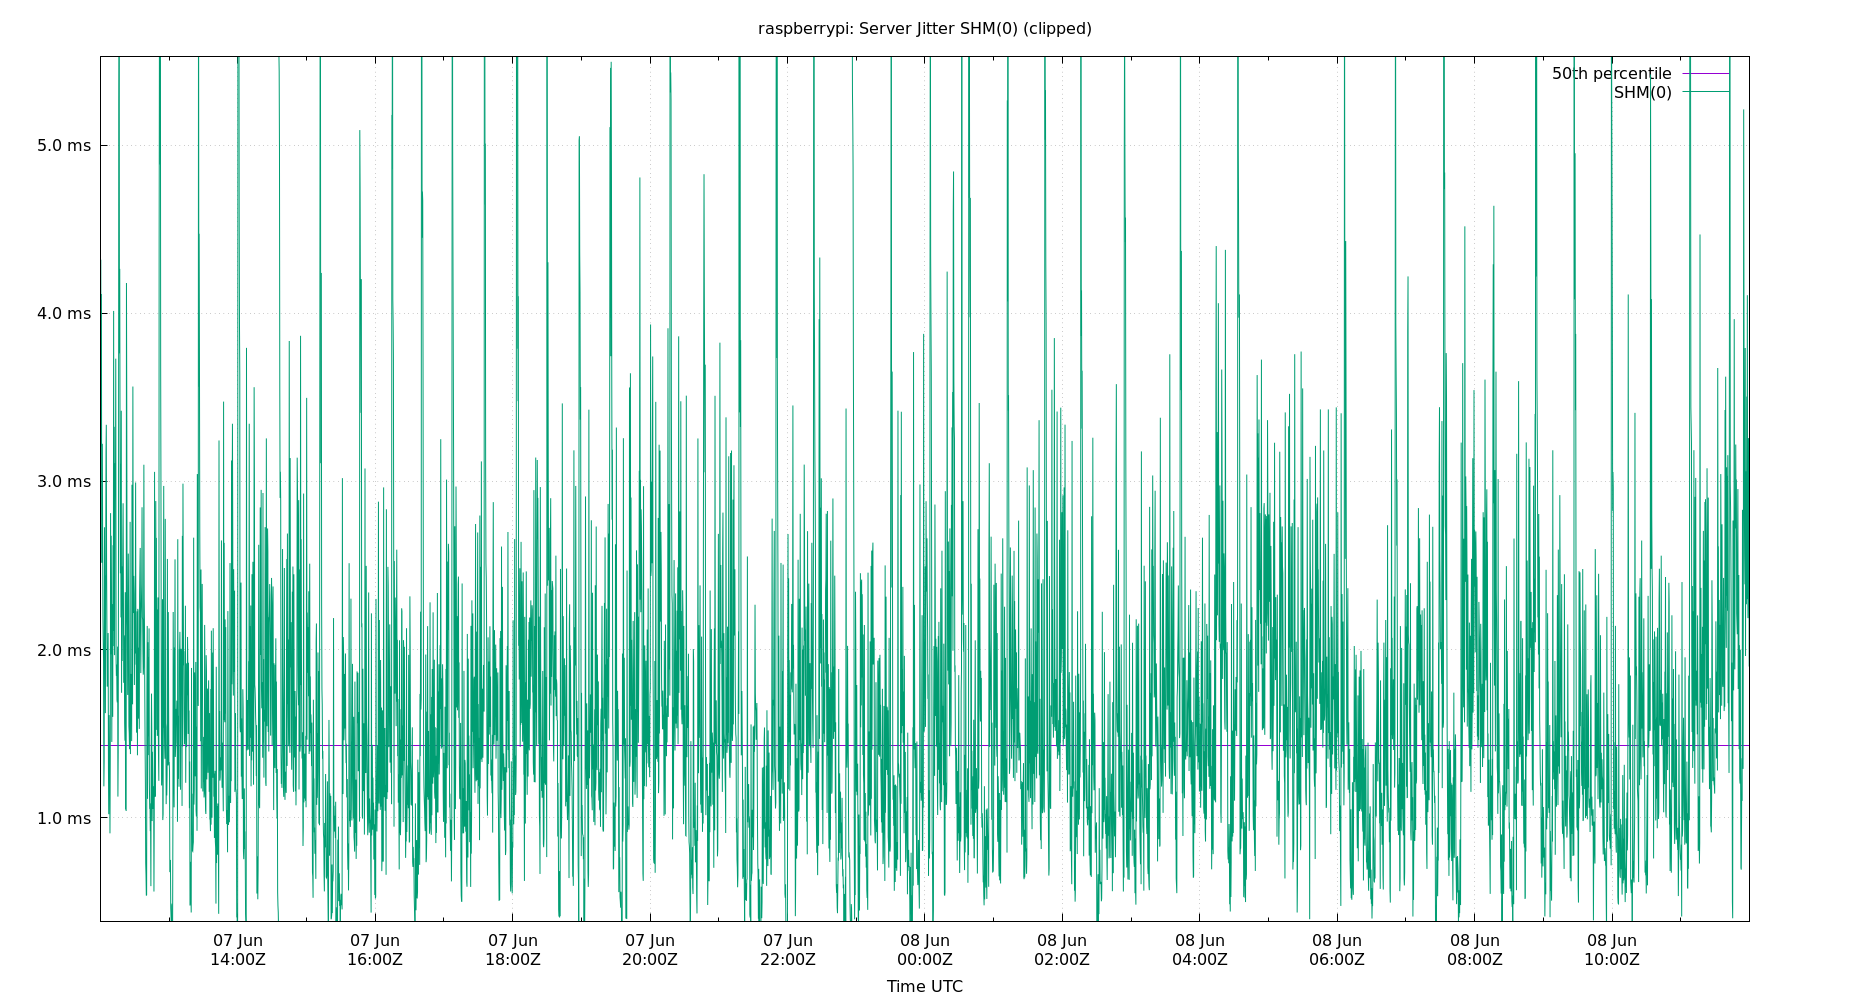 raspberrypi: Server Jitter SHM(0) (clipped)
50th percentile
SHM(0)
5.0 ms
4.0 ms
3.0 ms
2.0 ms
1.0 ms
07 Jun 07 Jun 07 Jun 07 Jun 07 Jun 08 Jun 08 Jun 08 Jun 08 Jun 08 Jun 08 Jun
14:00Z 16:00Z 18:00Z 20:00Z 22:00Z 00:00Z 02:00Z 04:00Z 06:00Z 08:00Z 10:00Z
Time UTC